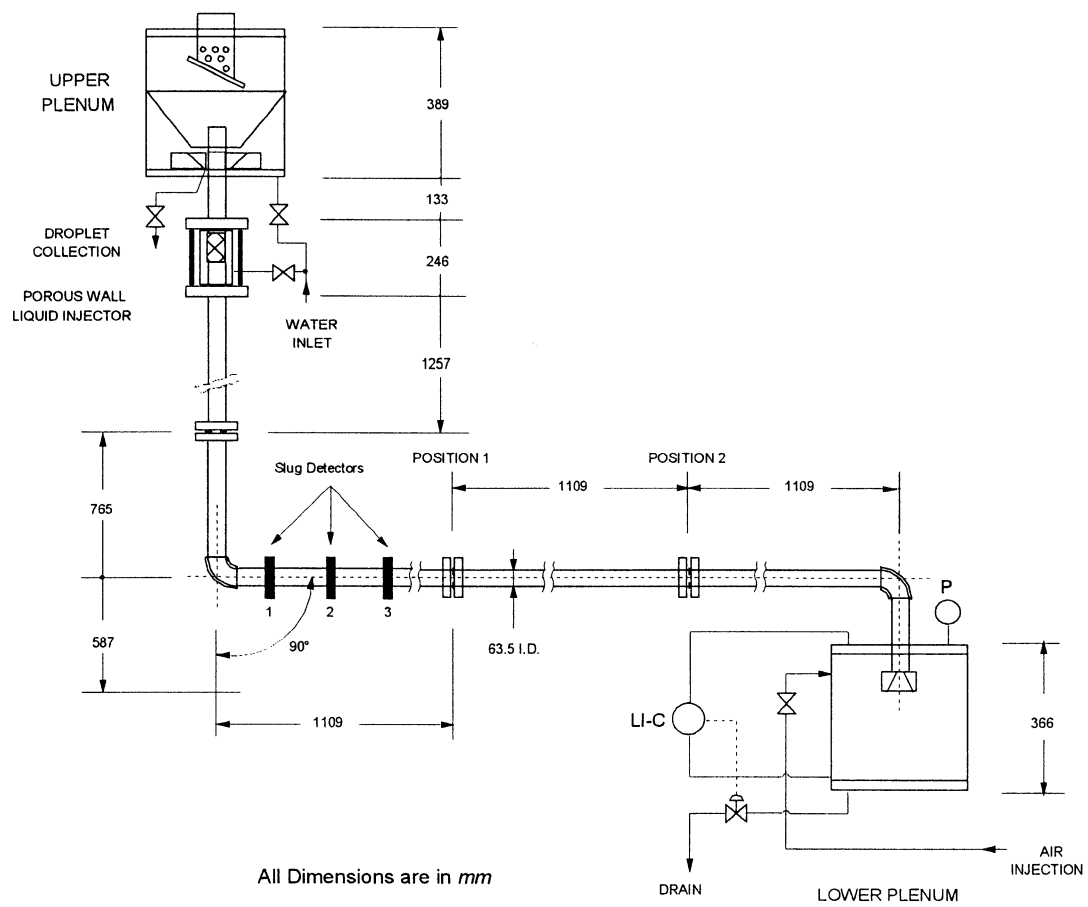 UPPER
PLENUM
389
133
DROPLET
COLLECTION
246
POROUS WALL
LIQUID INJECTOR
WATER
INLET
1257
Slug Detectors
POSITION 1
POSITION 2
1109
1109
765
1
2
3
P
587
90°
63.5 I.D.
1109
LI-C
366
All Dimensions are in mm
DRAIN
AIR
INJECTION
LOWER PLENUM